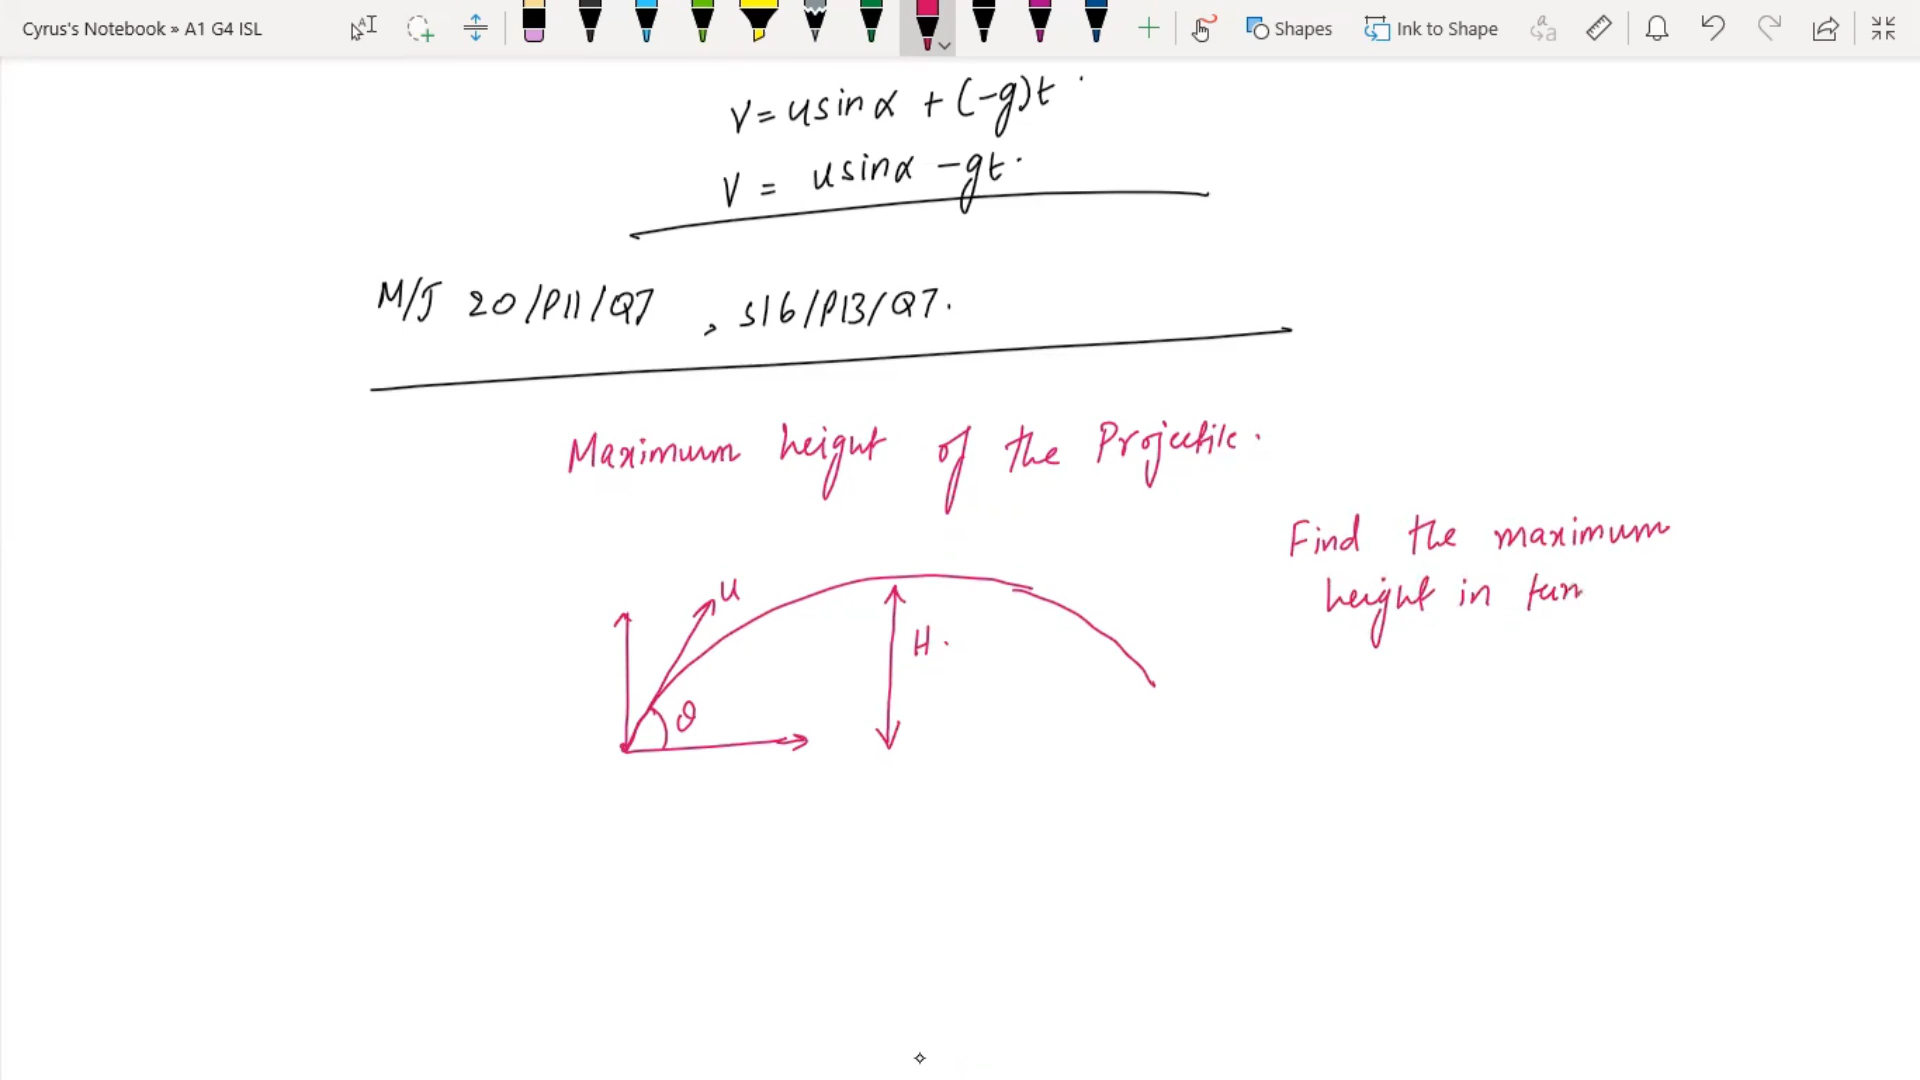 Cyrus's Notebook » A1 G4 ISL
Shapes
Ink to Shape
V = u sin α + (-g)t .
V = u sin α - gt .
M/J 20/P11/Q7 , s16/P13/Q7.
Maximum height of the Projectile.
u
H .
θ
Find the maximum
height in ter